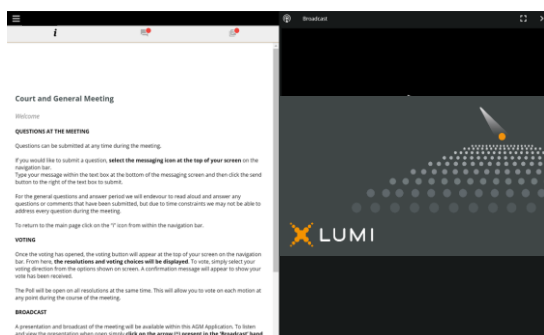 Broadcast
i
Court and General Meeting
Welcome
QUESTIONS AT THE MEETING
Questions can be submitted at any time during the meeting.
If you would like to submit a question, select the messaging icon at the top of your screen on the
navigation bar.
Type your message within the text box at the bottom of the messaging screen and then click the send
button to the right of the text box to submit.
For the general questions and answer period we will endeavour to read aloud and answer any
questions or comments that have been submitted, but due to time constraints we may not be able to
address every question during the meeting.
To return to the main page click on the "i" icon from within the navigation bar.
VOTING
Once the voting has opened, the voting button will appear at the top of your screen on the navigation
bar. From here, the resolutions and voting choices will be displayed. To vote, simply select your
voting direction from the options shown on screen. A confirmation message will appear to show your
vote has been received.
The Poll will be open on all resolutions at the same time. This will allow you to vote on each motion at
any point during the course of the meeting.
BROADCAST
A presentation and broadcast of the meeting will be available within this AGM Application. To listen
and view the presentation when open simply click on the arrow present in the 'Broadcast' band
LUMI